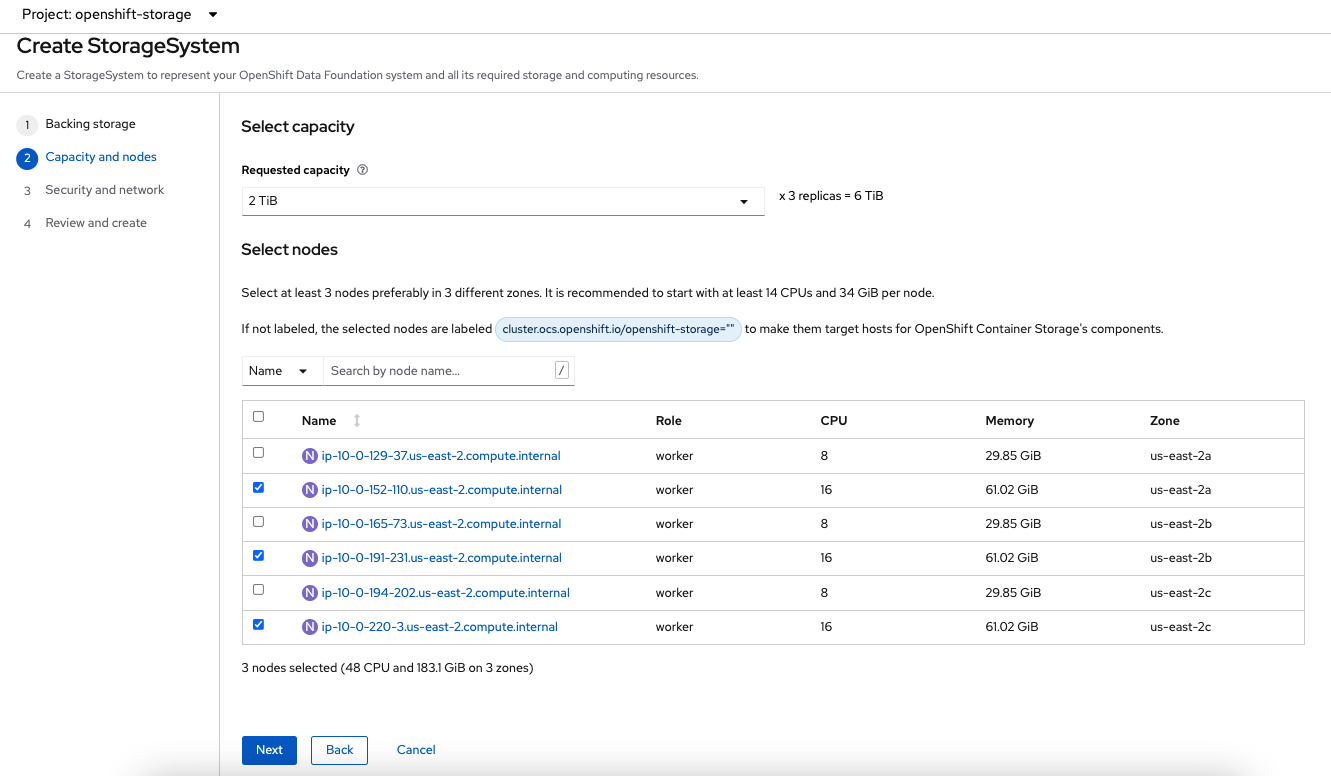 Project: openshift-storage
Create StorageSystem
Create a StorageSystem to represent your OpenShift Data Foundation system and all its required storage and computing resources.
1 Backing storage
2 Capacity and nodes
3 Security and network
4 Review and create
Select capacity
Requested capacity ?
2 TiB
x 3 replicas = 6 TiB
Select nodes
Select at least 3 nodes preferably in 3 different zones. It is recommended to start with at least 14 CPUs and 34 GiB per node.
If not labeled, the selected nodes are labeled cluster.ocs.openshift.io/openshift-storage="" to make them target hosts for OpenShift Container Storage's components.
Name Search by node name... /
Name Role CPU Memory Zone
N ip-10-0-129-37.us-east-2.compute.internal worker 8 29.85 GiB us-east-2a
N ip-10-0-152-110.us-east-2.compute.internal worker 16 61.02 GiB us-east-2a
N ip-10-0-165-73.us-east-2.compute.internal worker 8 29.85 GiB us-east-2b
N ip-10-0-191-231.us-east-2.compute.internal worker 16 61.02 GiB us-east-2b
N ip-10-0-194-202.us-east-2.compute.internal worker 8 29.85 GiB us-east-2c
N ip-10-0-220-3.us-east-2.compute.internal worker 16 61.02 GiB us-east-2c
3 nodes selected (48 CPU and 183.1 GiB on 3 zones)
Next Back Cancel